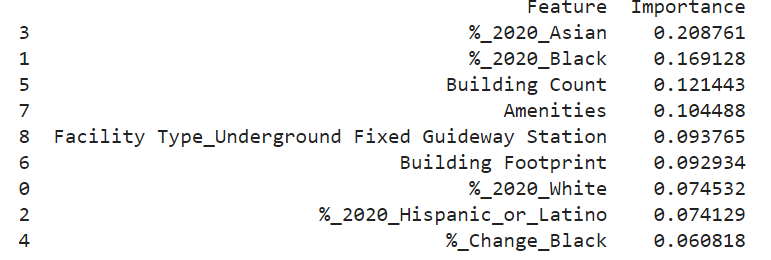 Feature Importance
3 %_2020_Asian 0.208761
1 %_2020_Black 0.169128
5 Building Count 0.121443
7 Amenities 0.104488
8 Facility Type_Underground Fixed Guideway Station 0.093765
6 Building Footprint 0.092934
0 %_2020_White 0.074532
2 %_2020_Hispanic_or_Latino 0.074129
4 %_Change_Black 0.060818